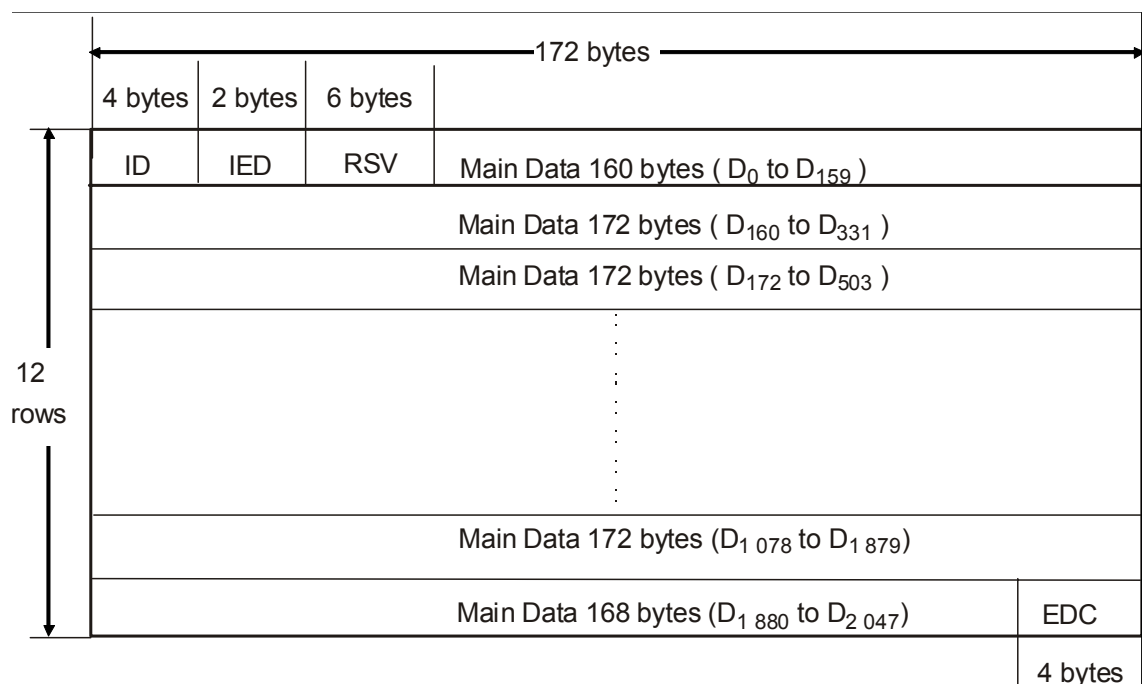 172 bytes
4 bytes 2 bytes 6 bytes
ID IED RSV Main Data 160 bytes ( D0 to D159 )
Main Data 172 bytes ( D160 to D331 )
Main Data 172 bytes ( D172 to D503 )
12
rows
Main Data 172 bytes (D1 078 to D1 879)
Main Data 168 bytes (D1 880 to D2 047) EDC
4 bytes